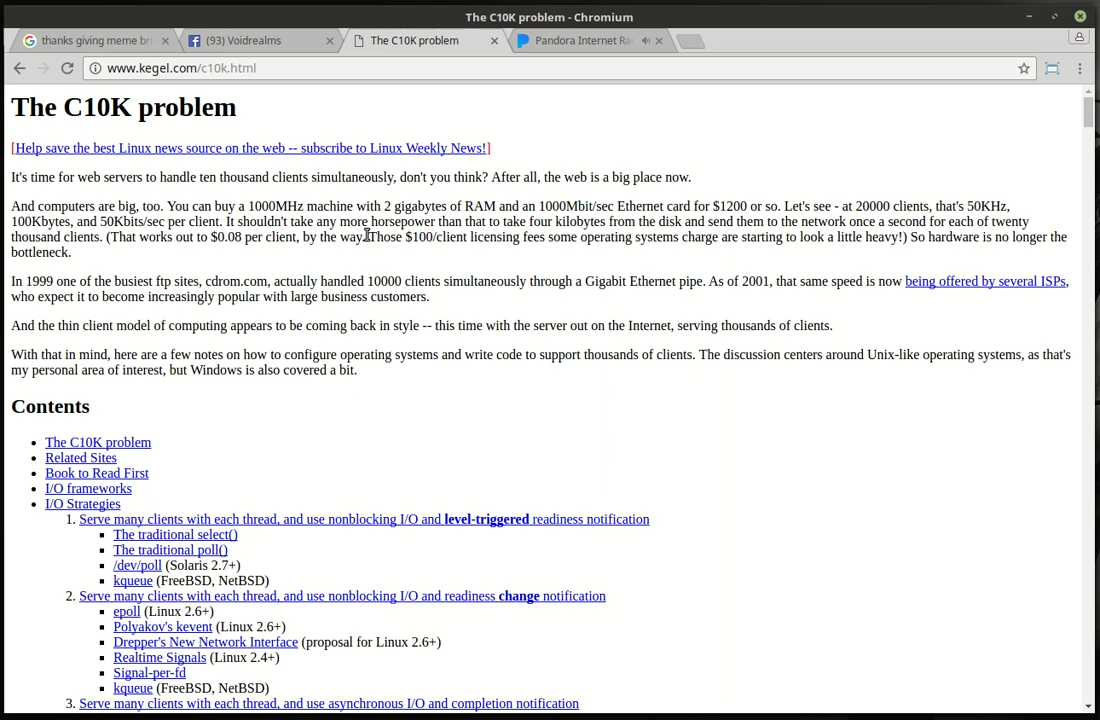 The C10K problem - Chromium
thanks giving meme bri
(93) Voidrealms
The C10K problem
Pandora Internet Ra
www.kegel.com/c10k.html
The C10K problem
[Help save the best Linux news source on the web -- subscribe to Linux Weekly News!]
It's time for web servers to handle ten thousand clients simultaneously, don't you think? After all, the web is a big place now.
And computers are big, too. You can buy a 1000MHz machine with 2 gigabytes of RAM and an 1000Mbit/sec Ethernet card for $1200 or so. Let's see - at 20000 clients, that's 50KHz,
100Kbytes, and 50Kbits/sec per client. It shouldn't take any more horsepower than that to take four kilobytes from the disk and send them to the network once a second for each of twenty
thousand clients. (That works out to $0.08 per client, by the way. Those $100/client licensing fees some operating systems charge are starting to look a little heavy!) So hardware is no longer the
bottleneck.
In 1999 one of the busiest ftp sites, cdrom.com, actually handled 10000 clients simultaneously through a Gigabit Ethernet pipe. As of 2001, that same speed is now being offered by several ISPs,
who expect it to become increasingly popular with large business customers.
And the thin client model of computing appears to be coming back in style -- this time with the server out on the Internet, serving thousands of clients.
With that in mind, here are a few notes on how to configure operating systems and write code to support thousands of clients. The discussion centers around Unix-like operating systems, as that's
my personal area of interest, but Windows is also covered a bit.
Contents
• The C10K problem
• Related Sites
• Book to Read First
• I/O frameworks
• I/O Strategies
1. Serve many clients with each thread, and use nonblocking I/O and level-triggered readiness notification
▪ The traditional select()
▪ The traditional poll()
▪ /dev/poll (Solaris 2.7+)
▪ kqueue (FreeBSD, NetBSD)
2. Serve many clients with each thread, and use nonblocking I/O and readiness change notification
▪ epoll (Linux 2.6+)
▪ Polyakov's kevent (Linux 2.6+)
▪ Drepper's New Network Interface (proposal for Linux 2.6+)
▪ Realtime Signals (Linux 2.4+)
▪ Signal-per-fd
▪ kqueue (FreeBSD, NetBSD)
3. Serve many clients with each thread, and use asynchronous I/O and completion notification